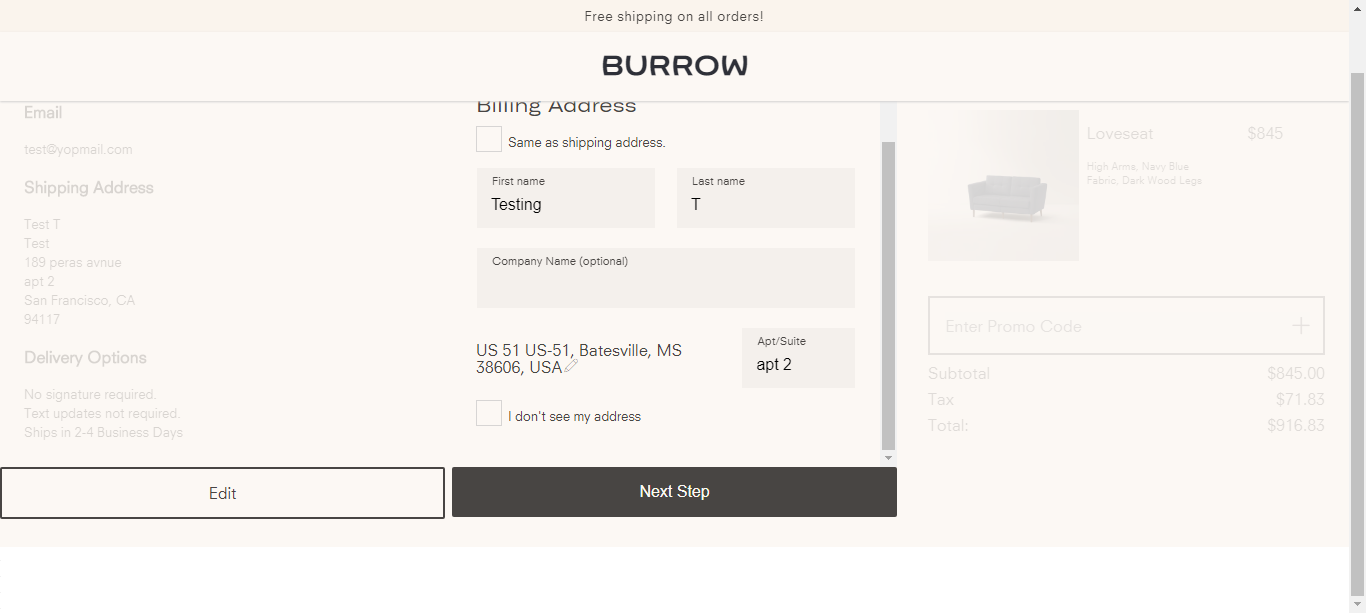 Free shipping on all orders!
BURROW
Email
test@yopmail.com
Shipping Address
Test T
Test
189 peras avnue
apt 2
San Francisco, CA
94117
Delivery Options
No signature required.
Text updates not required.
Ships in 2-4 Business Days
Edit
Billing Address
Same as shipping address.
First name
Testing
Last name
T
Company Name (optional)
US 51 US-51, Batesville, MS
38606, USA
Apt/Suite
apt 2
I don't see my address
Next Step
Loveseat $845
High Arms, Navy Blue
Fabric, Dark Wood Legs
Enter Promo Code
Subtotal $845.00
Tax $71.83
Total: $916.83